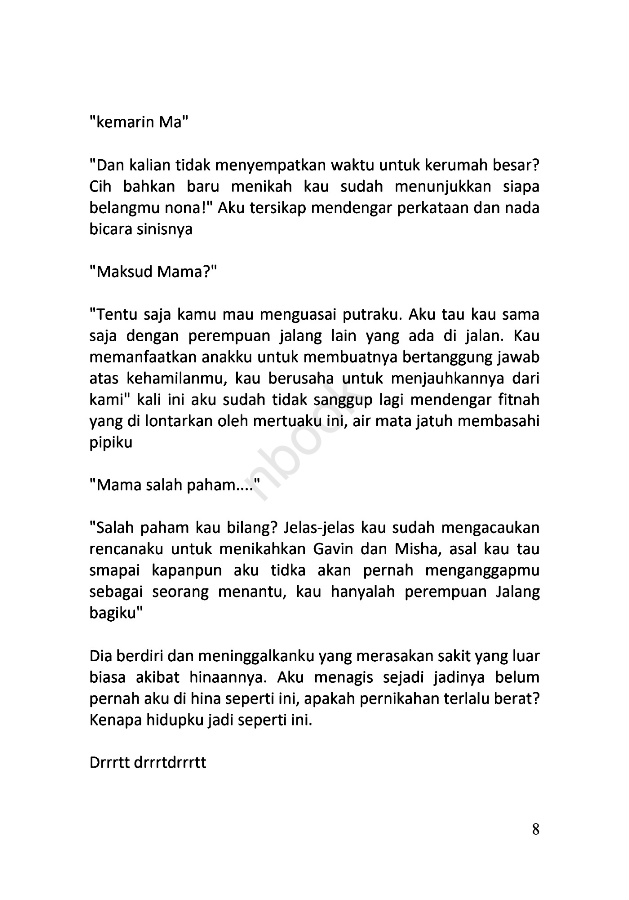 "kemarin Ma"
"Dan kalian tidak menyempatkan waktu untuk kerumah besar?
Cih bahkan baru menikah kau sudah menunjukkan siapa
belangmu nona!" Aku tersikap mendengar perkataan dan nada
bicara sinisnya
"Maksud Mama?"
"Tentu saja kamu mau menguasai putraku. Aku tau kau sama
saja dengan perempuan jalang lain yang ada di jalan. Kau
memanfaatkan anakku untuk membuatnya bertanggung jawab
atas kehamilanmu, kau berusaha untuk menjauhkannya dari
kami" kali ini aku sudah tidak sanggup lagi mendengar fitnah
yang di lontarkan oleh mertuaku ini, air mata jatuh membasahi
pipiku
"Mama salah paham...."
"Salah paham kau bilang? Jelas-jelas kau sudah mengacaukan
rencanaku untuk menikahkan Gavin dan Misha, asal kau tau
smapai kapanpun aku tidka akan pernah menganggapmu
sebagai seorang menantu, kau hanyalah perempuan Jalang
bagiku"
Dia berdiri dan meninggalkanku yang merasakan sakit yang luar
biasa akibat hinaannya. Aku menagis sejadi jadinya belum
pernah aku di hina seperti ini, apakah pernikahan terlalu berat?
Kenapa hidupku jadi seperti ini.
Drrrtt drrrtdrrrtt
nbook
8